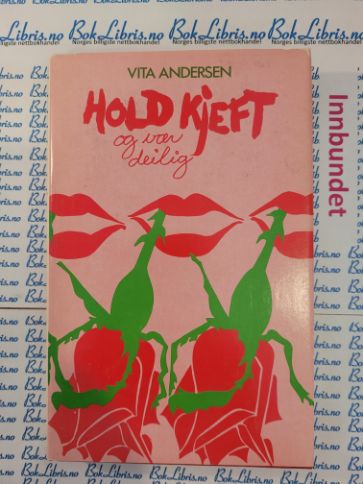 BokLibris.no
Norges billigste nettbokhandel
VITA ANDERSEN
HOLD KJEFT
og vær
deilig
Innbundet